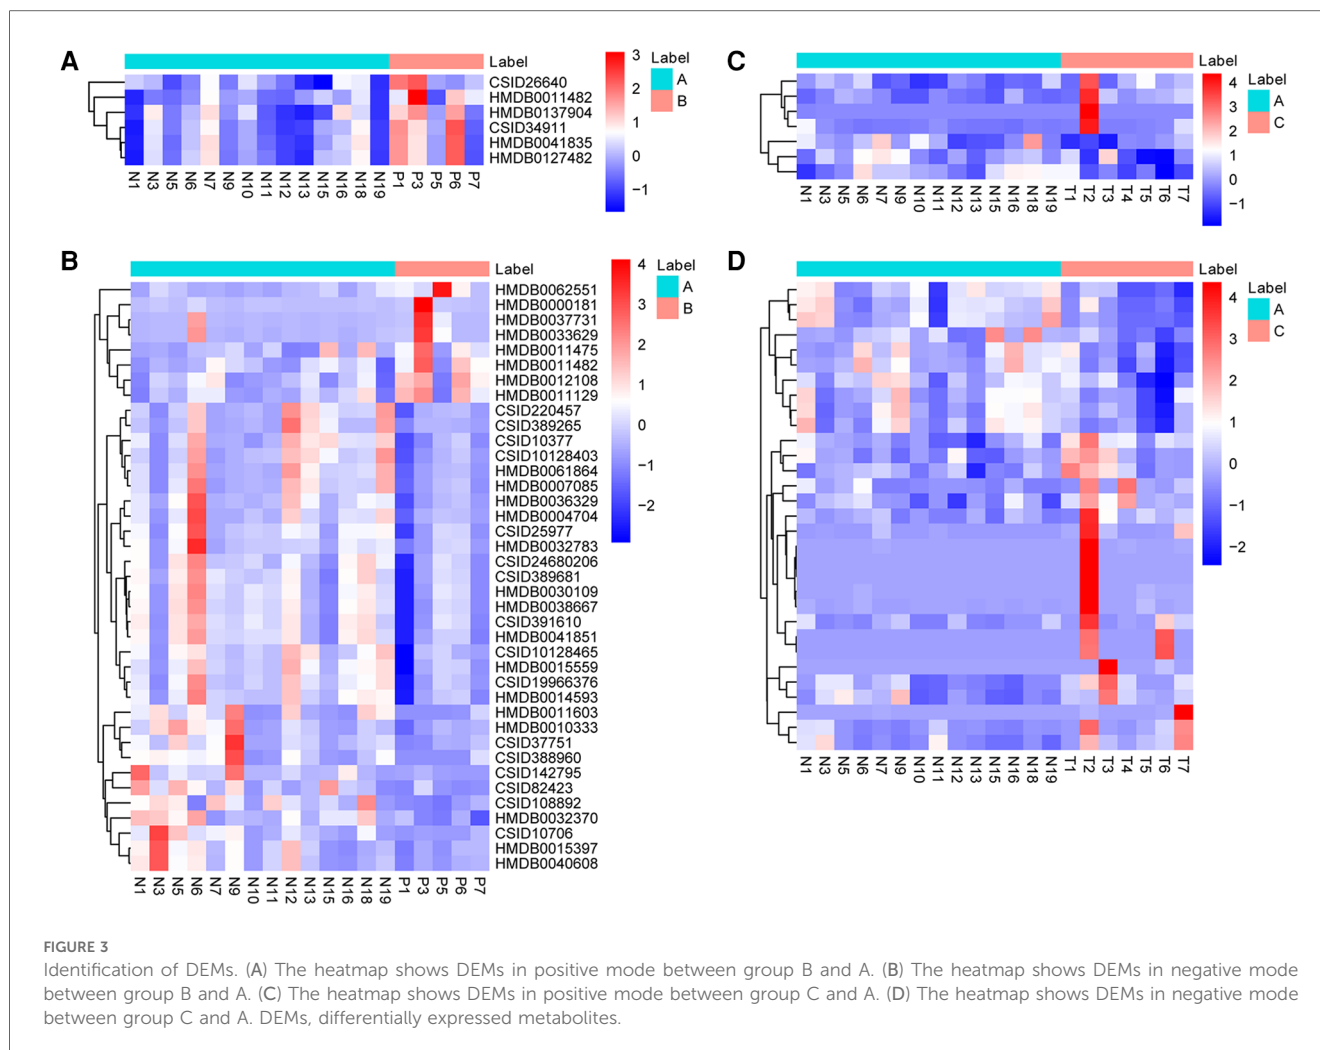 A
Label
CSID26640
HMDB0011482
HMDB0137904
CSID34911
HMDB0041835
HMDB0127482
N1 N3 N5 N6 N7 N9 N10 N11 N12 N13 N15 N16 N18 N19 P1 P3 P5 P6 P7
3
2
1
0
−1
Label
A
B
C
N1 N3 N5 N6 N7 N9 N10 N11 N12 N13 N15 N16 N18 N19 T1 T2 T3 T4 T5 T6 T7
4
3
2
1
0
−1
Label
A
C
B
Label
HMDB0062551
HMDB0000181
HMDB0037731
HMDB0033629
HMDB0011475
HMDB0011482
HMDB0012108
HMDB0011129
CSID220457
CSID389265
CSID10377
CSID10128403
HMDB0061864
HMDB0007085
HMDB0036329
HMDB0004704
CSID25977
HMDB0032783
CSID24680206
CSID389681
HMDB0030109
HMDB0038667
CSID391610
HMDB0041851
CSID10128465
HMDB0015559
CSID19966376
HMDB0014593
HMDB0011603
HMDB0010333
CSID37751
CSID388960
CSID142795
CSID82423
CSID108892
HMDB0032370
CSID10706
HMDB0015397
HMDB0040608
N1 N3 N5 N6 N7 N9 N10 N11 N12 N13 N15 N16 N18 N19 P1 P3 P5 P6 P7
4
3
2
1
0
−1
−2
Label
A
B
D
N1 N3 N5 N6 N7 N9 N10 N11 N12 N13 N15 N16 N18 N19 T1 T2 T3 T4 T5 T6 T7
4
3
2
1
0
−1
−2
Label
A
C
FIGURE 3
Identification of DEMs. (A) The heatmap shows DEMs in positive mode between group B and A. (B) The heatmap shows DEMs in negative mode
between group B and A. (C) The heatmap shows DEMs in positive mode between group C and A. (D) The heatmap shows DEMs in negative mode
between group C and A. DEMs, differentially expressed metabolites.